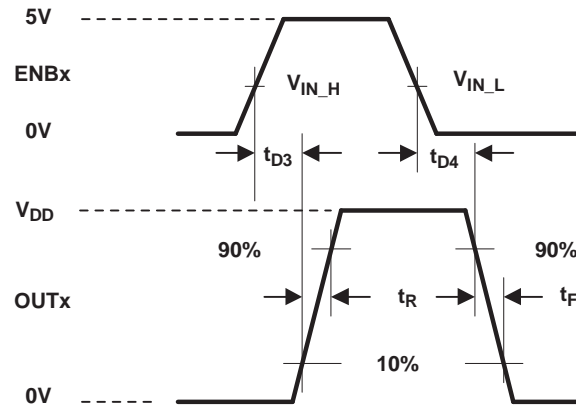 5V
ENBx
V_IN_H
V_IN_L
0V
t_D3
t_D4
V_DD
90%
90%
OUTx
t_R
t_F
10%
0V